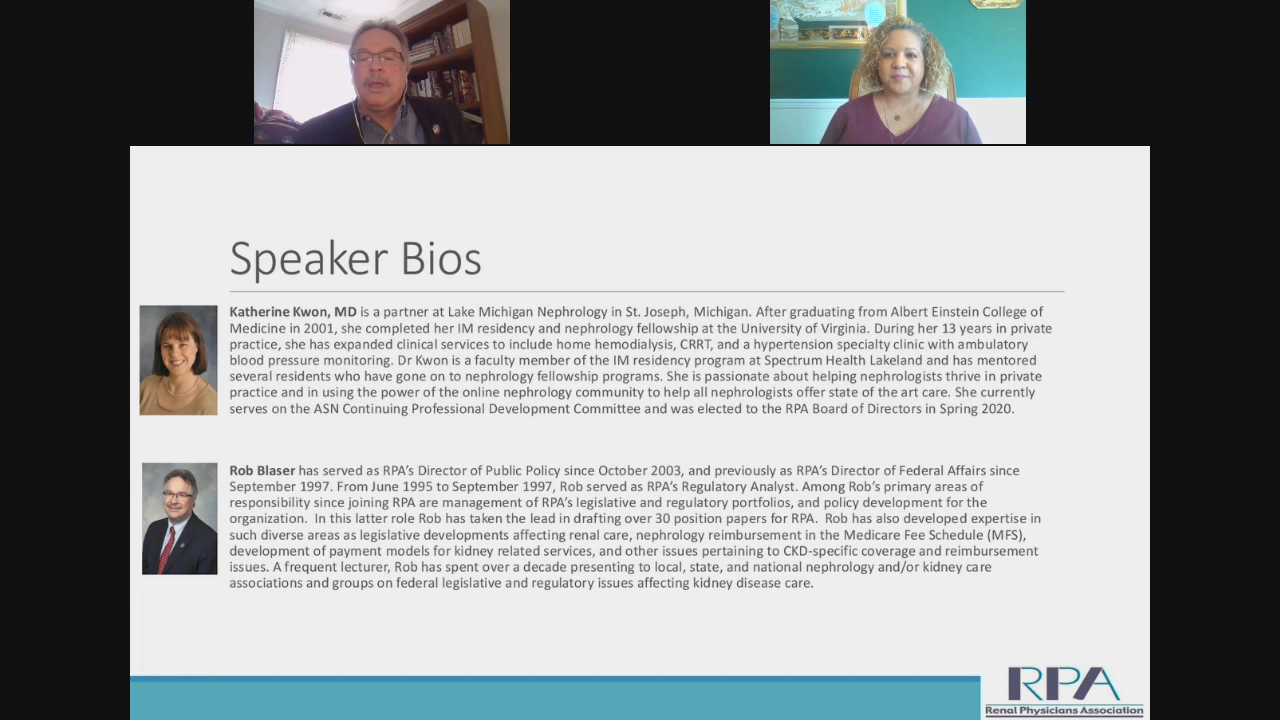 Speaker Bios
Katherine Kwon, MD is a partner at Lake Michigan Nephrology in St. Joseph, Michigan. After graduating from Albert Einstein College of
Medicine in 2001, she completed her IM residency and nephrology fellowship at the University of Virginia. During her 13 years in private
practice, she has expanded clinical services to include home hemodialysis, CRRT, and a hypertension specialty clinic with ambulatory
blood pressure monitoring. Dr Kwon is a faculty member of the IM residency program at Spectrum Health Lakeland and has mentored
several residents who have gone on to nephrology fellowship programs. She is passionate about helping nephrologists thrive in private
practice and in using the power of the online nephrology community to help all nephrologists offer state of the art care. She currently
serves on the ASN Continuing Professional Development Committee and was elected to the RPA Board of Directors in Spring 2020.
Rob Blaser has served as RPA’s Director of Public Policy since October 2003, and previously as RPA’s Director of Federal Affairs since
September 1997. From June 1995 to September 1997, Rob served as RPA’s Regulatory Analyst. Among Rob’s primary areas of
responsibility since joining RPA are management of RPA’s legislative and regulatory portfolios, and policy development for the
organization. In this latter role Rob has taken the lead in drafting over 30 position papers for RPA. Rob has also developed expertise in
such diverse areas as legislative developments affecting renal care, nephrology reimbursement in the Medicare Fee Schedule (MFS),
development of payment models for kidney related services, and other issues pertaining to CKD-specific coverage and reimbursement
issues. A frequent lecturer, Rob has spent over a decade presenting to local, state, and national nephrology and/or kidney care
associations and groups on federal legislative and regulatory issues affecting kidney disease care.
RPA
Renal Physicians Association